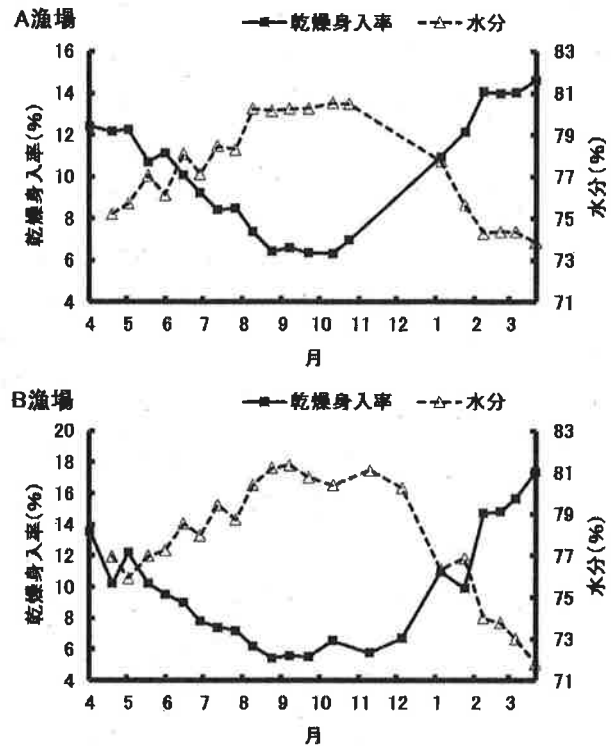 A漁場
乾燥身入率 水分
16 14 12 10 8 6 4
乾燥身入率(%)
83 81 79 77 75 73 71
水分(%)
4 5 6 7 8 9 10 11 12 1 2 3
月
B漁場
乾燥身入率 水分
20 18 16 14 12 10 8 6 4
乾燥身入率(%)
83 81 79 77 75 73 71
水分(%)
4 5 6 7 8 9 10 11 12 1 2 3
月